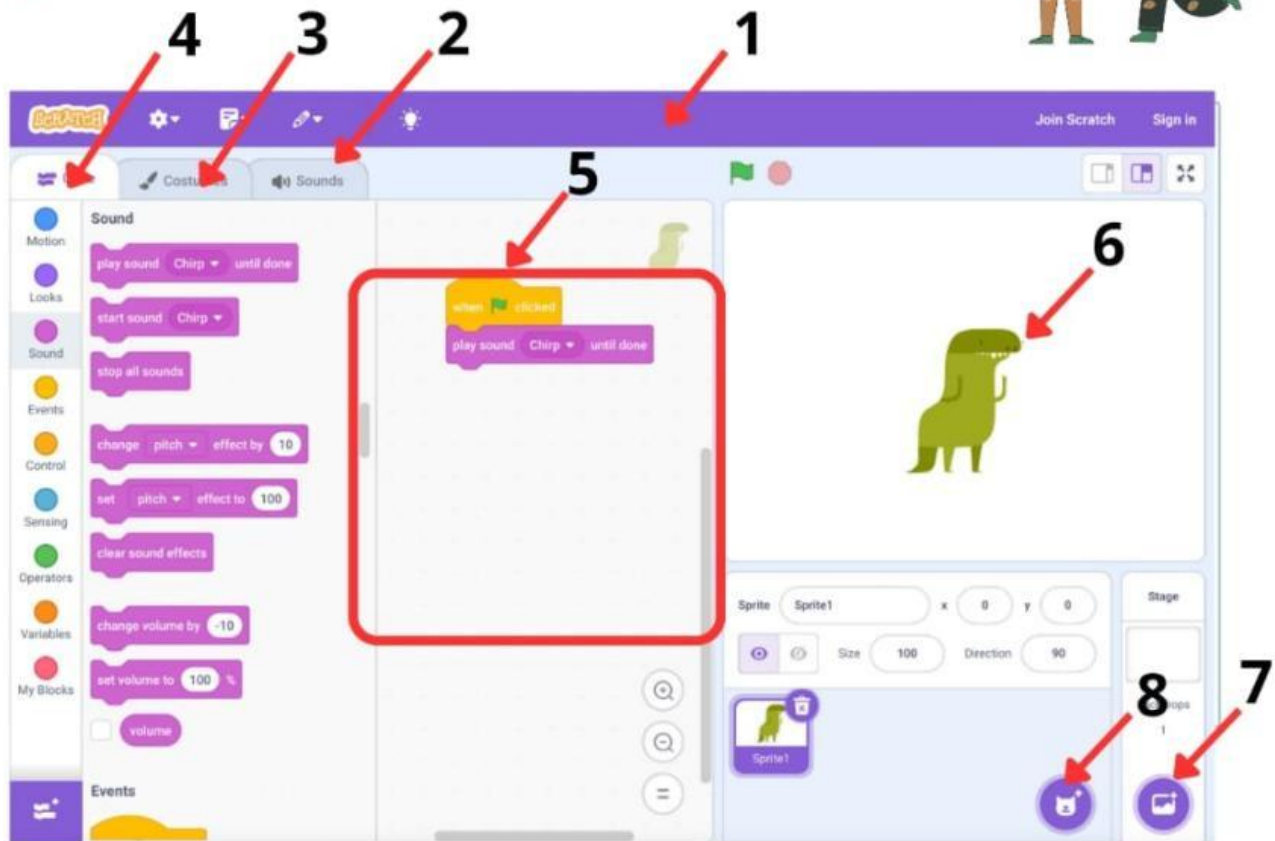 4 3 2 1
SCRATCH
Join Scratch Sign in
Sounds
5
Motion
Looks
Sound
Events
Control
Sensing
Operators
Variables
My Blocks
Sound
play sound Chirp until done
start sound Chirp
stop all sounds
change pitch effect by 10
set pitch effect to 100
clear sound effects
change volume by -10
set volume to 100 %
volume
Events
when clicked
play sound Chirp until done
=
6
Sprite Sprite1 x 0 y 0
Size 100 Direction 90
Sprite1
Stage
1
8 7